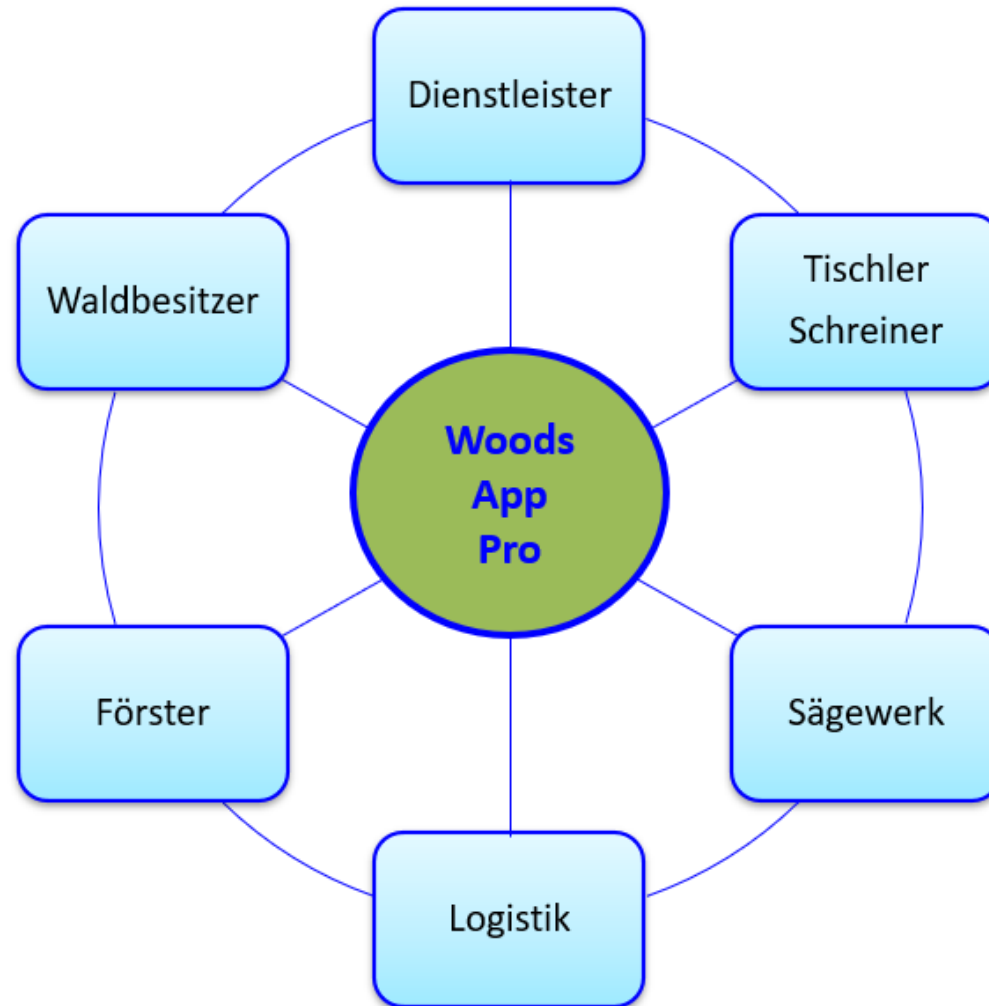 Dienstleister
Waldbesitzer
Tischler
Schreiner
Woods
App
Pro
Förster
Sägewerk
Logistik